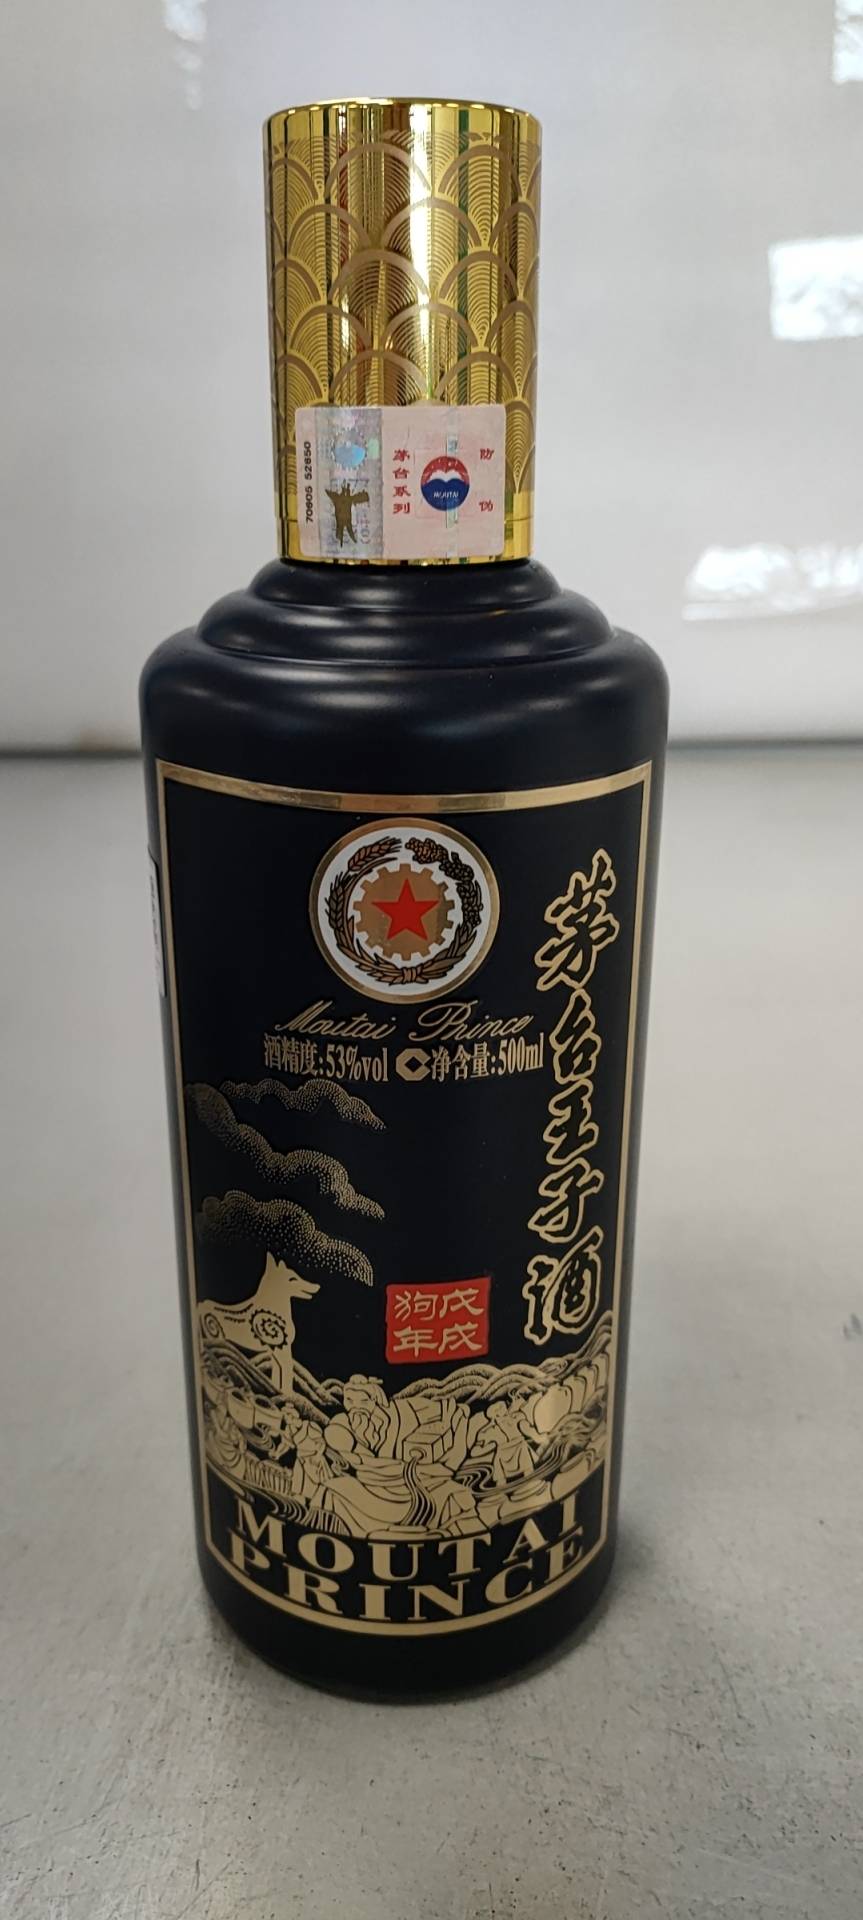 70605 52650
茅台系列
MOUTAI
防伪
Moutai Prince
酒精度:53%vol 净含量:500ml
茅台王子酒
戊戌
狗年
MOUTAI
PRINCE